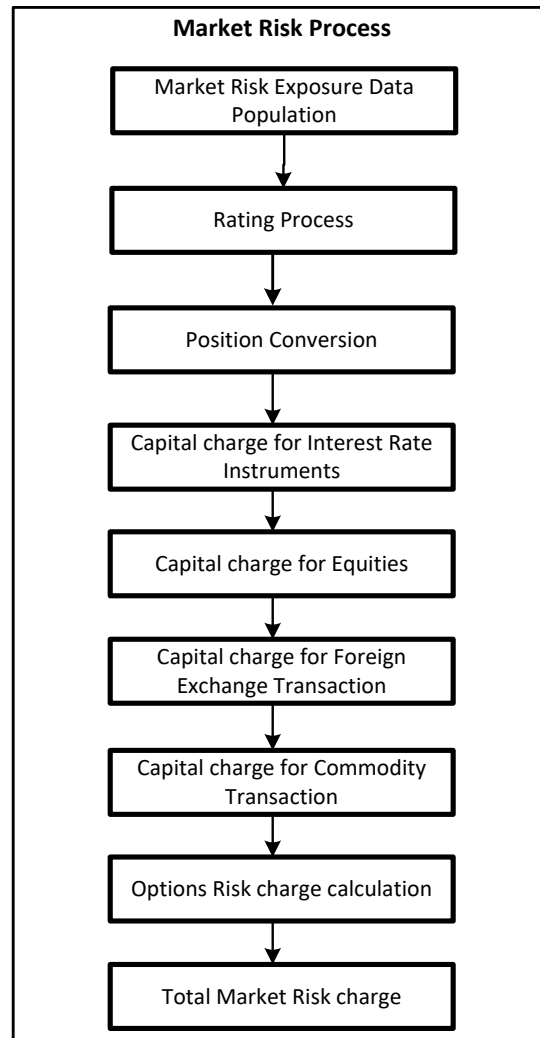 Market Risk Process
Market Risk Exposure Data
Population
Rating Process
Position Conversion
Capital charge for Interest Rate
Instruments
Capital charge for Equities
Capital charge for Foreign
Exchange Transaction
Capital charge for Commodity
Transaction
Options Risk charge calculation
Total Market Risk charge